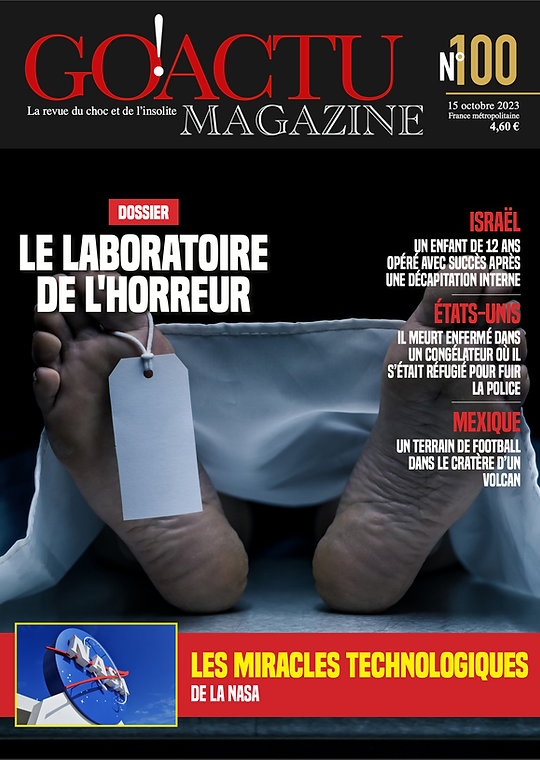 GO!ACTU
La revue du choc et de l'insolite
MAGAZINE
N°100
15 octobre 2023
France métropolitaine
4,60 €
DOSSIER
LE LABORATOIRE
DE L'HORREUR
ISRAËL
UN ENFANT DE 12 ANS
OPÉRÉ AVEC SUCCÈS APRÈS
UNE DÉCAPITATION INTERNE
ÉTATS-UNIS
IL MEURT ENFERMÉ DANS
UN CONGÉLATEUR OÙ IL
S'ÉTAIT RÉFUGIÉ POUR FUIR
LA POLICE
MEXIQUE
UN TERRAIN DE FOOTBALL
DANS LE CRATÈRE D'UN
VOLCAN
NASA
LES MIRACLES TECHNOLOGIQUES
DE LA NASA